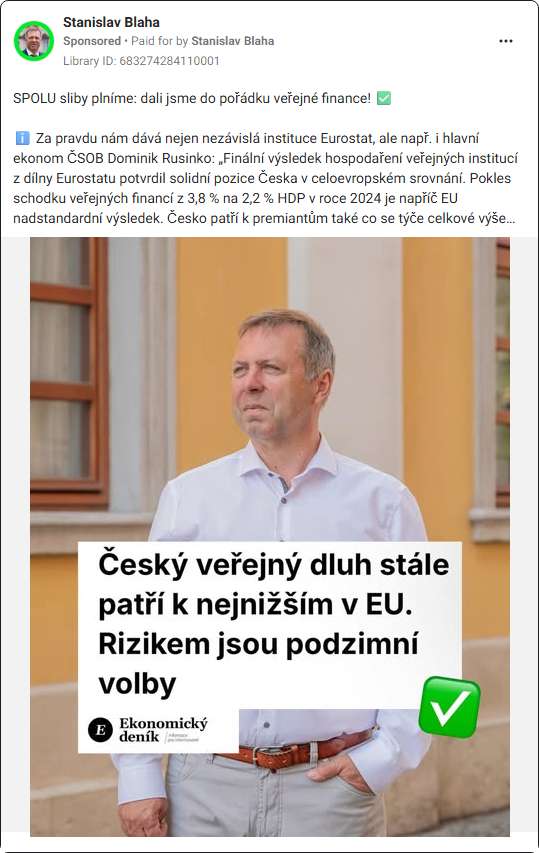 Stanislav Blaha
Sponsored • Paid for by Stanislav Blaha
Library ID: 683274284110001
SPOLU sliby plníme: dali jsme do pořádku veřejné finance! ✅
ℹ️ Za pravdu nám dává nejen nezávislá instituce Eurostat, ale např. i hlavní
ekonom ČSOB Dominik Rusinko: „Finální výsledek hospodaření veřejných institucí
z dílny Eurostatu potvrdil solidní pozice Česka v celoevropském srovnání. Pokles
schodku veřejných financí z 3,8 % na 2,2 % HDP v roce 2024 je napříč EU
nadstandardní výsledek. Česko patří k premiantům také co se týče celkové výše...
Český veřejný dluh stále
patří k nejnižším v EU.
Rizikem jsou podzimní
volby
E Ekonomický
deník